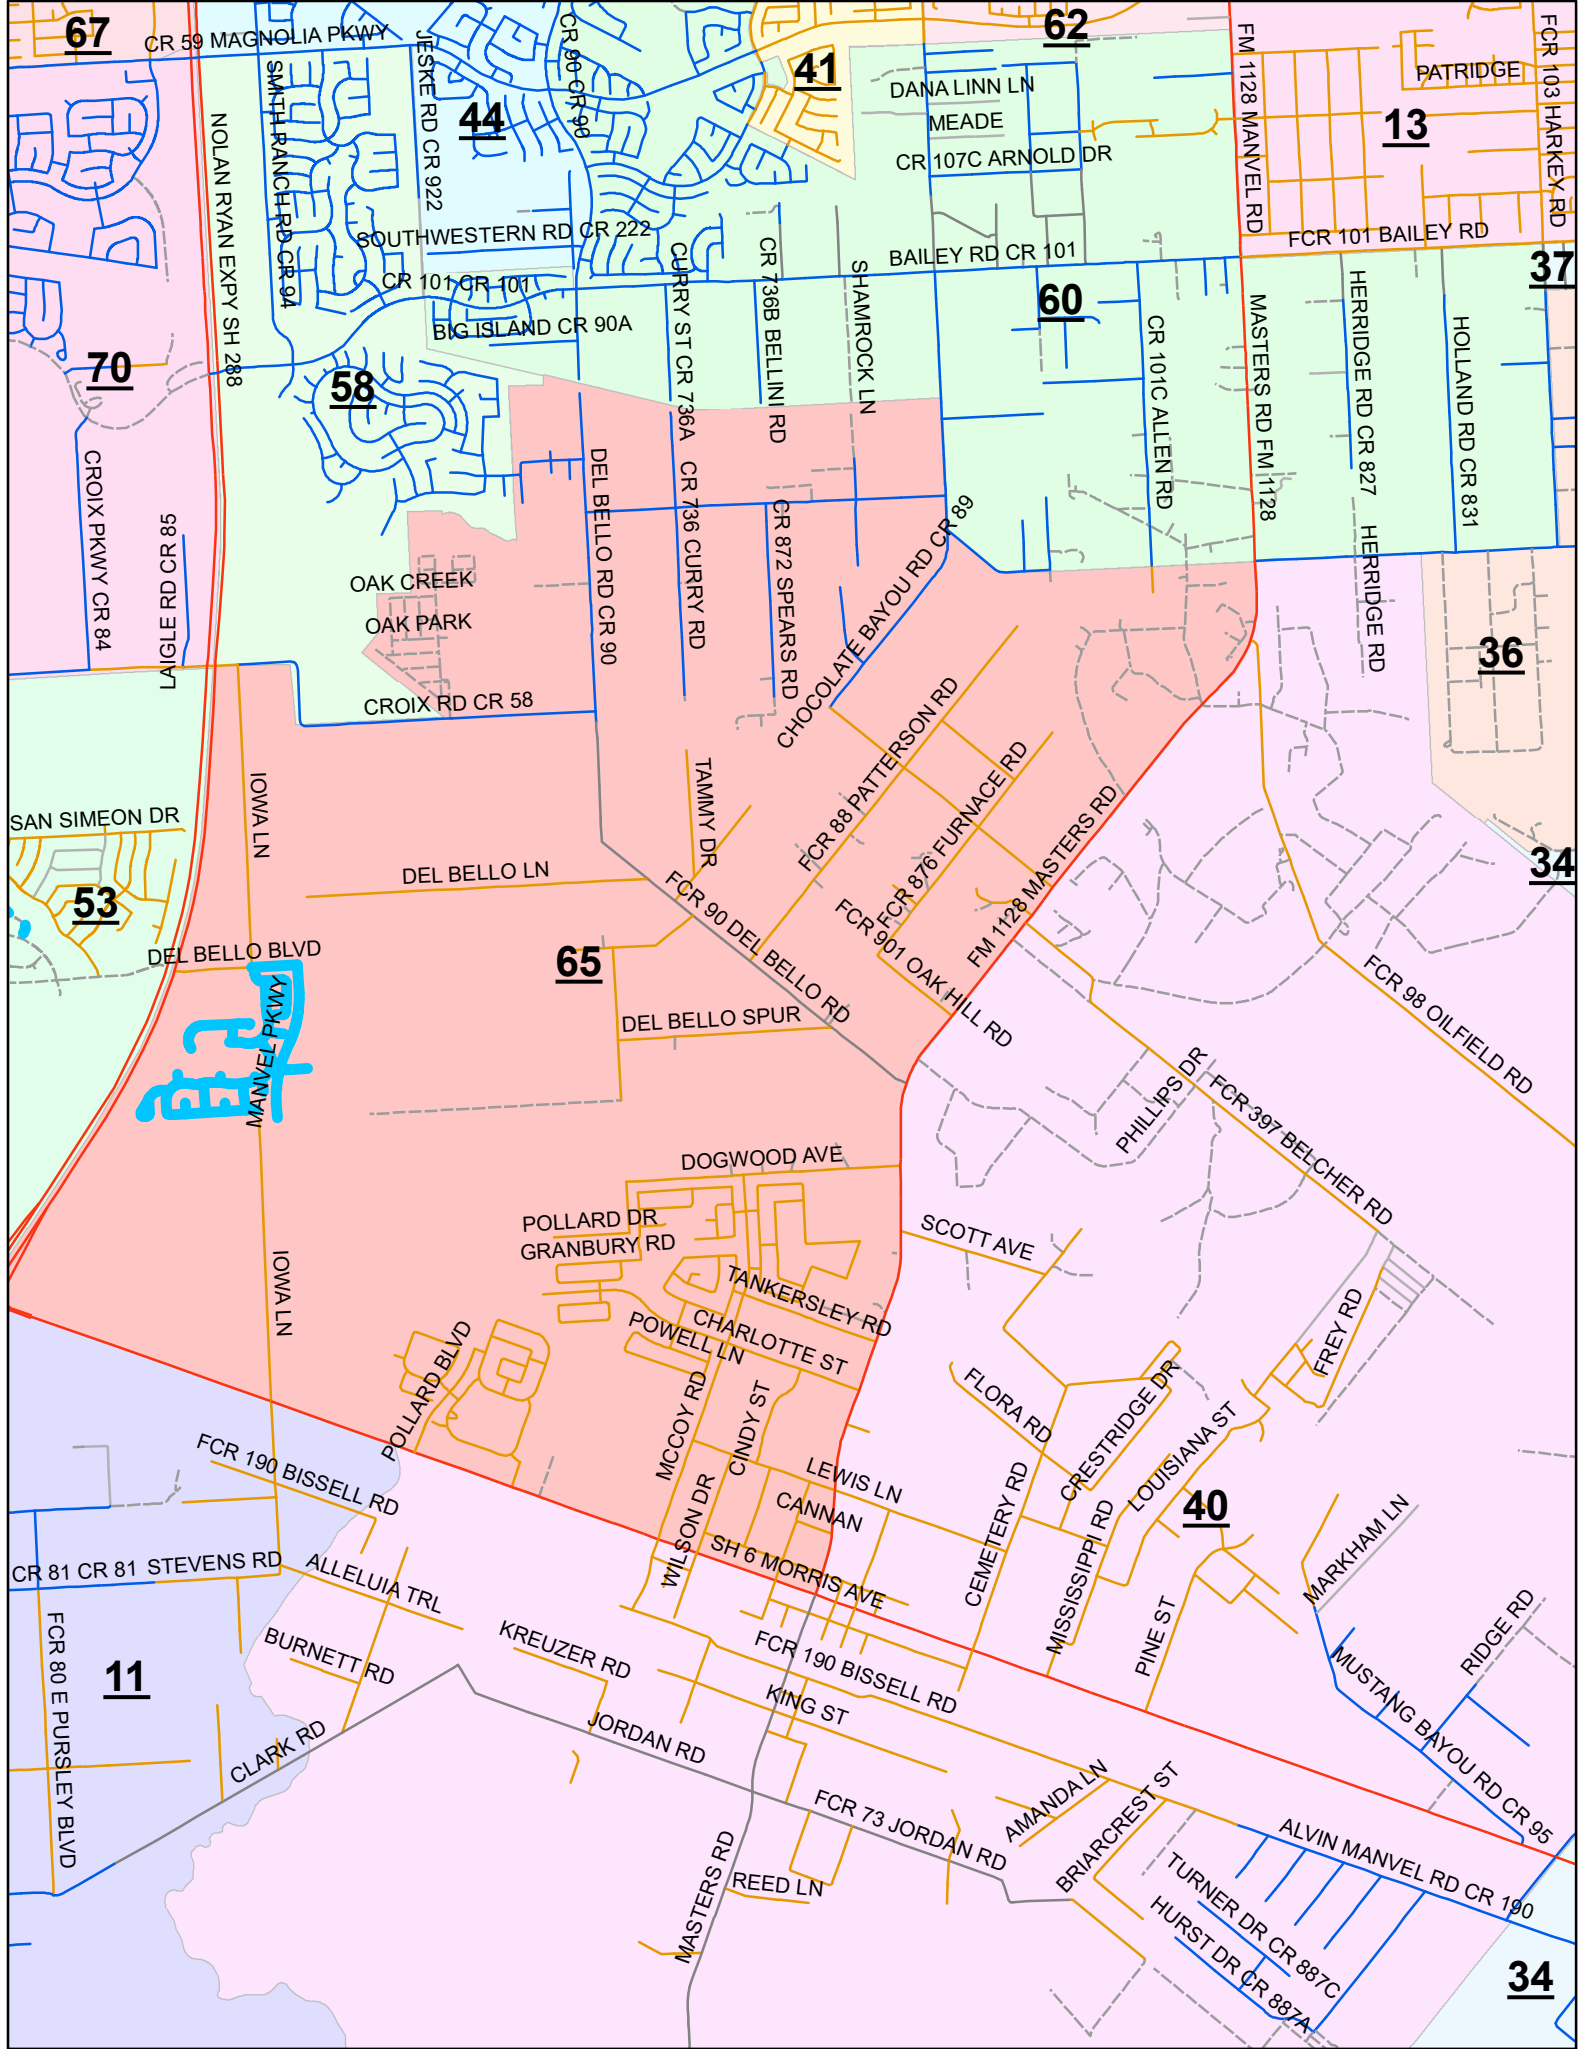 67
CR 59 MAGNOLIA PKWY
JESKE RD CR 922
CR 90 CR 90
44
41
62
DANA LINN LN
MEADE
CR 107C ARNOLD DR
FM 1128 MANVEL RD
PATRIDGE
13
FCR 103 HARKEY RD
SMITH RANCH RD CR 94
NOLAN RYAN EXPY SH 288
SOUTHWESTERN RD CR 222
CR 101 CR 101
BIG ISLAND CR 90A
CURRY ST CR 736A
CR 736B BELLINI RD
SHAMROCK LN
BAILEY RD CR 101
FCR 101 BAILEY RD
37
60
70
58
CR 101C ALLEN RD
MASTERS RD FM 1128
HERRIDGE RD CR 827
HOLLAND RD CR 831
CROIX PKWY CR 84
LAIGLE RD CR 85
DEL BELLO RD CR 90
CR 736 CURRY RD
CR 872 SPEARS RD
CHOCOLATE BAYOU RD CR 89
HERRIDGE RD
OAK CREEK
OAK PARK
36
CROIX RD CR 58
FCR 88 PATTERSON RD
FCR 876 FURNACE RD
FM 1128 MASTERS RD
TAMMY DR
IOWA LN
SAN SIMEON DR
DEL BELLO LN
FCR 90 DEL BELLO RD
FCR 901 OAK HILL RD
34
53
DEL BELLO BLVD
65
MANVEL PKWY
DEL BELLO SPUR
FCR 98 OILFIELD RD
PHILLIPS DR
FCR 397 BELCHER RD
DOGWOOD AVE
POLLARD DR
GRANBURY RD
SCOTT AVE
IOWA LN
TANKERSLEY RD
CHARLOTTE ST
POWELL LN
POLLARD BLVD
MCCOY RD
CINDY ST
FREY RD
FLORA RD
CRESTRIDGE DR
LOUISIANA ST
FCR 190 BISSELL RD
LEWIS LN
CANNAN
WILSON DR
CEMETERY RD
MISSISSIPPI RD
40
MARKHAM LN
CR 81 CR 81
STEVENS RD
ALLELUIA TRL
SH 6 MORRIS AVE
PINE ST
RIDGE RD
FCR 80 E PURSLEY BLVD
11
BURNETT RD
KREUZER RD
FCR 190 BISSELL RD
KING ST
MUSTANG BAYOU RD CR 95
CLARK RD
JORDAN RD
FCR 73 JORDAN RD
AMANDA LN
BRIARCREST ST
ALVIN MANVEL RD CR 190
MASTERS RD
REED LN
TURNER DR CR 887C
HURST DR CR 887A
34